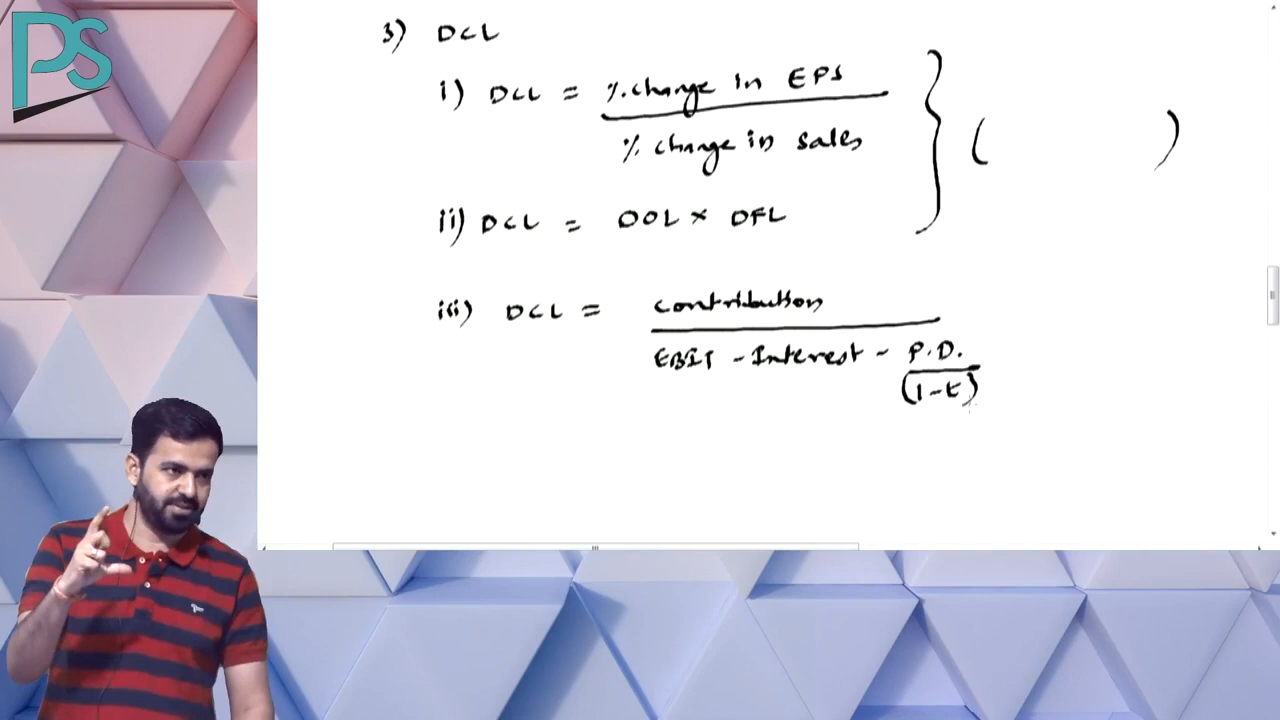 PS
3) DCL
i) DCL = %.change in EPS
% change in sales
} ( )
ii) DCL = DOL × DFL
iii) DCL = contribution
EBIT - Interest - P.D.
(1-t)